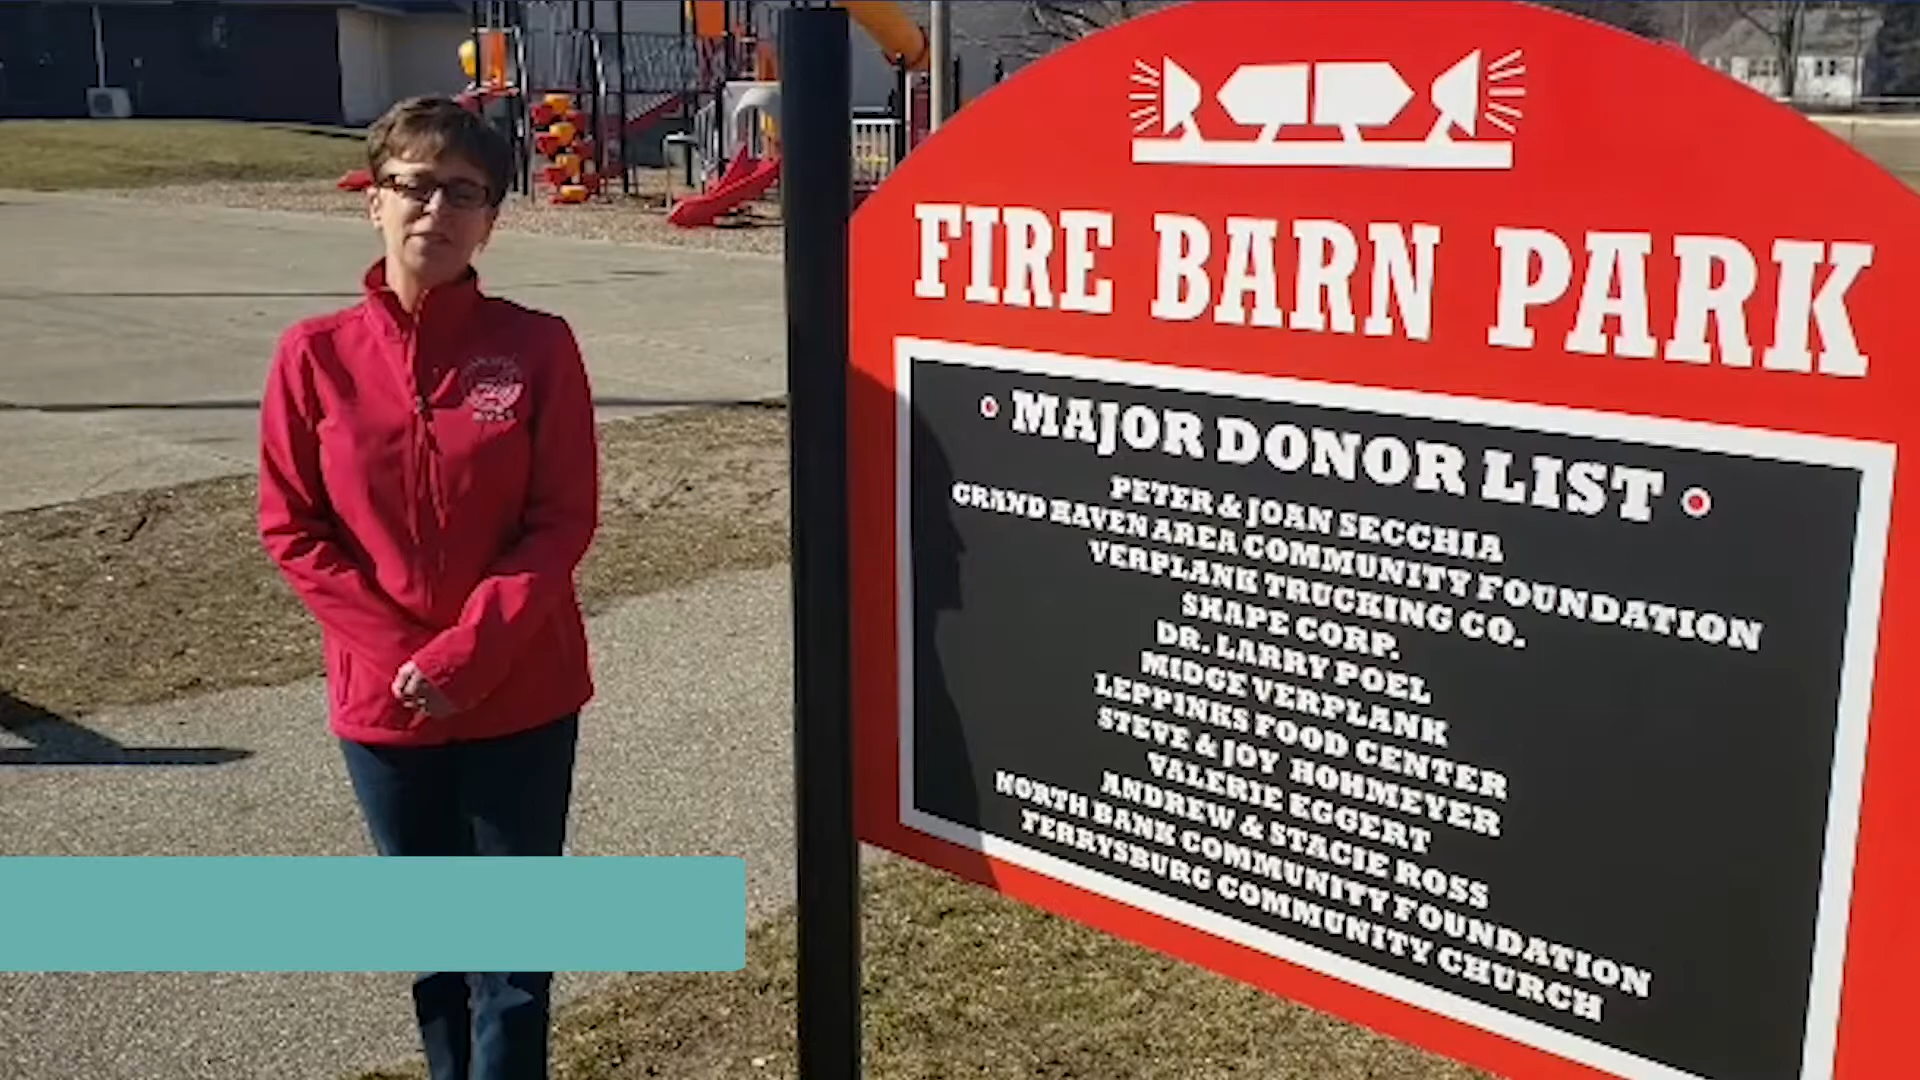 FIRE BARN PARK
• MAJOR DONOR LIST •
PETER & JOAN SECCHIA
GRAND HAVEN AREA COMMUNITY FOUNDATION
VERPLANK TRUCKING CO.
SHAPE CORP.
DR. LARRY POEL
MIDGE VERPLANK
LEPPINKS FOOD CENTER
STEVE & JOY HOHMEYER
VALERIE EGGERT
ANDREW & STACIE ROSS
NORTH BANK COMMUNITY FOUNDATION
FERRYSBURG COMMUNITY CHURCH